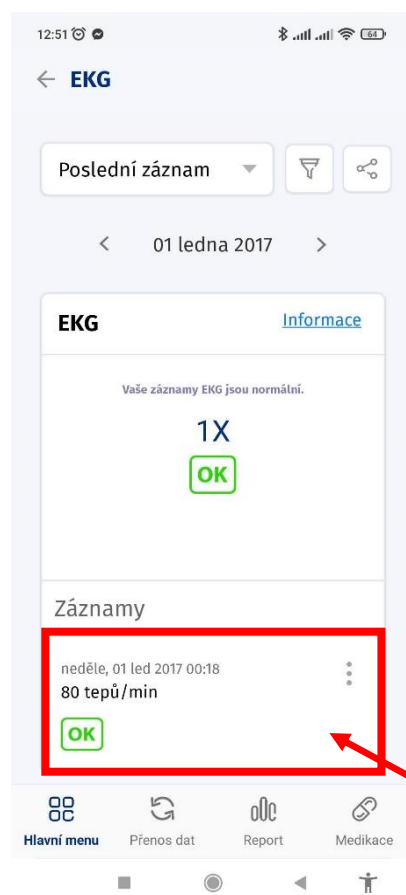 12:51
64
EKG
Poslední záznam
01 ledna 2017
EKG
Informace
Vaše záznamy EKG jsou normální.
1X
OK
Záznamy
neděle, 01 led 2017 00:18
80 tepů/min
OK
Hlavní menu
Přenos dat
Report
Medikace